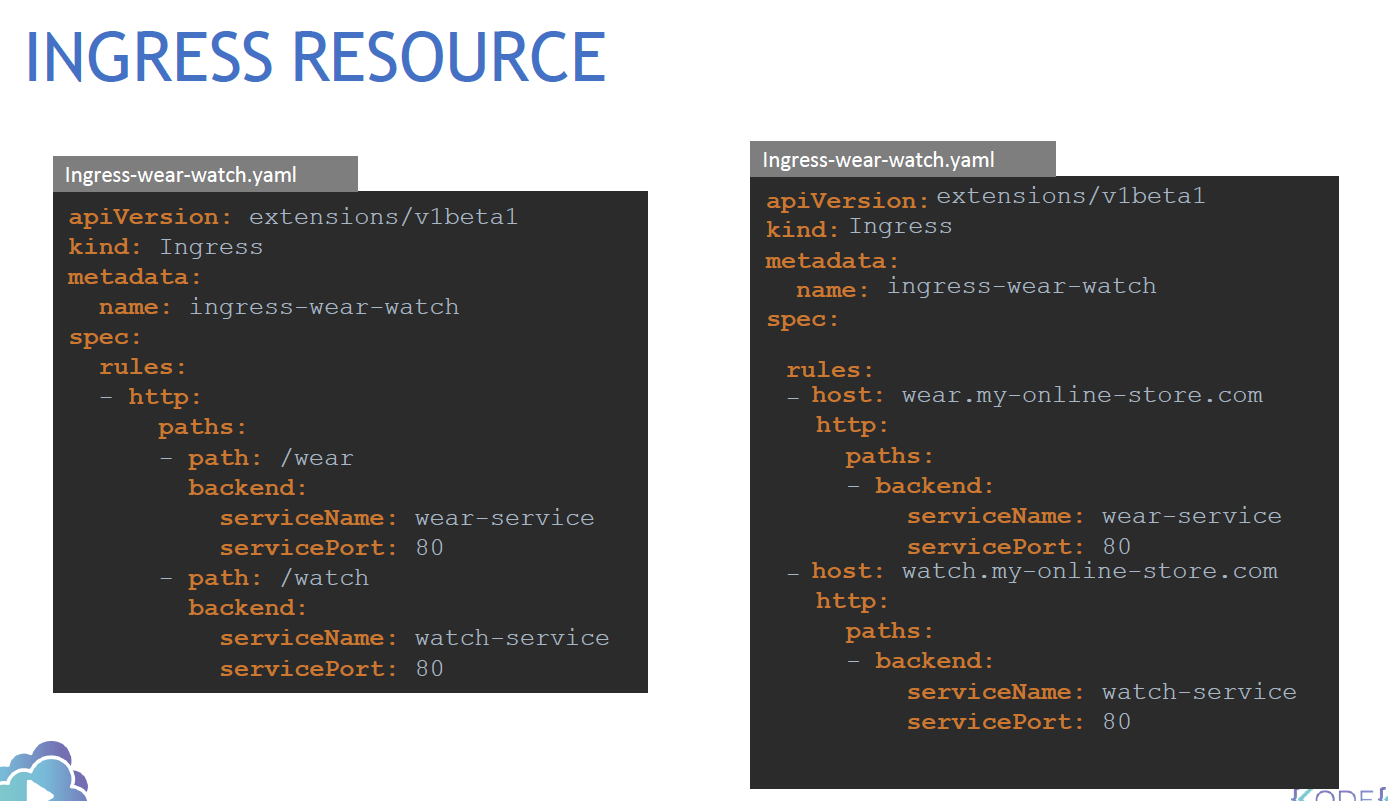 INGRESS RESOURCE
Ingress-wear-watch.yaml
apiVersion: extensions/v1beta1
kind: Ingress
metadata:
  name: ingress-wear-watch
spec:
  rules:
  - http:
      paths:
      - path: /wear
        backend:
          serviceName: wear-service
          servicePort: 80
      - path: /watch
        backend:
          serviceName: watch-service
          servicePort: 80
Ingress-wear-watch.yaml
apiVersion: extensions/v1beta1
kind: Ingress
metadata:
  name: ingress-wear-watch
spec:
  rules:
  - host: wear.my-online-store.com
    http:
      paths:
      - backend:
          serviceName: wear-service
          servicePort: 80
  - host: watch.my-online-store.com
    http:
      paths:
      - backend:
          serviceName: watch-service
          servicePort: 80